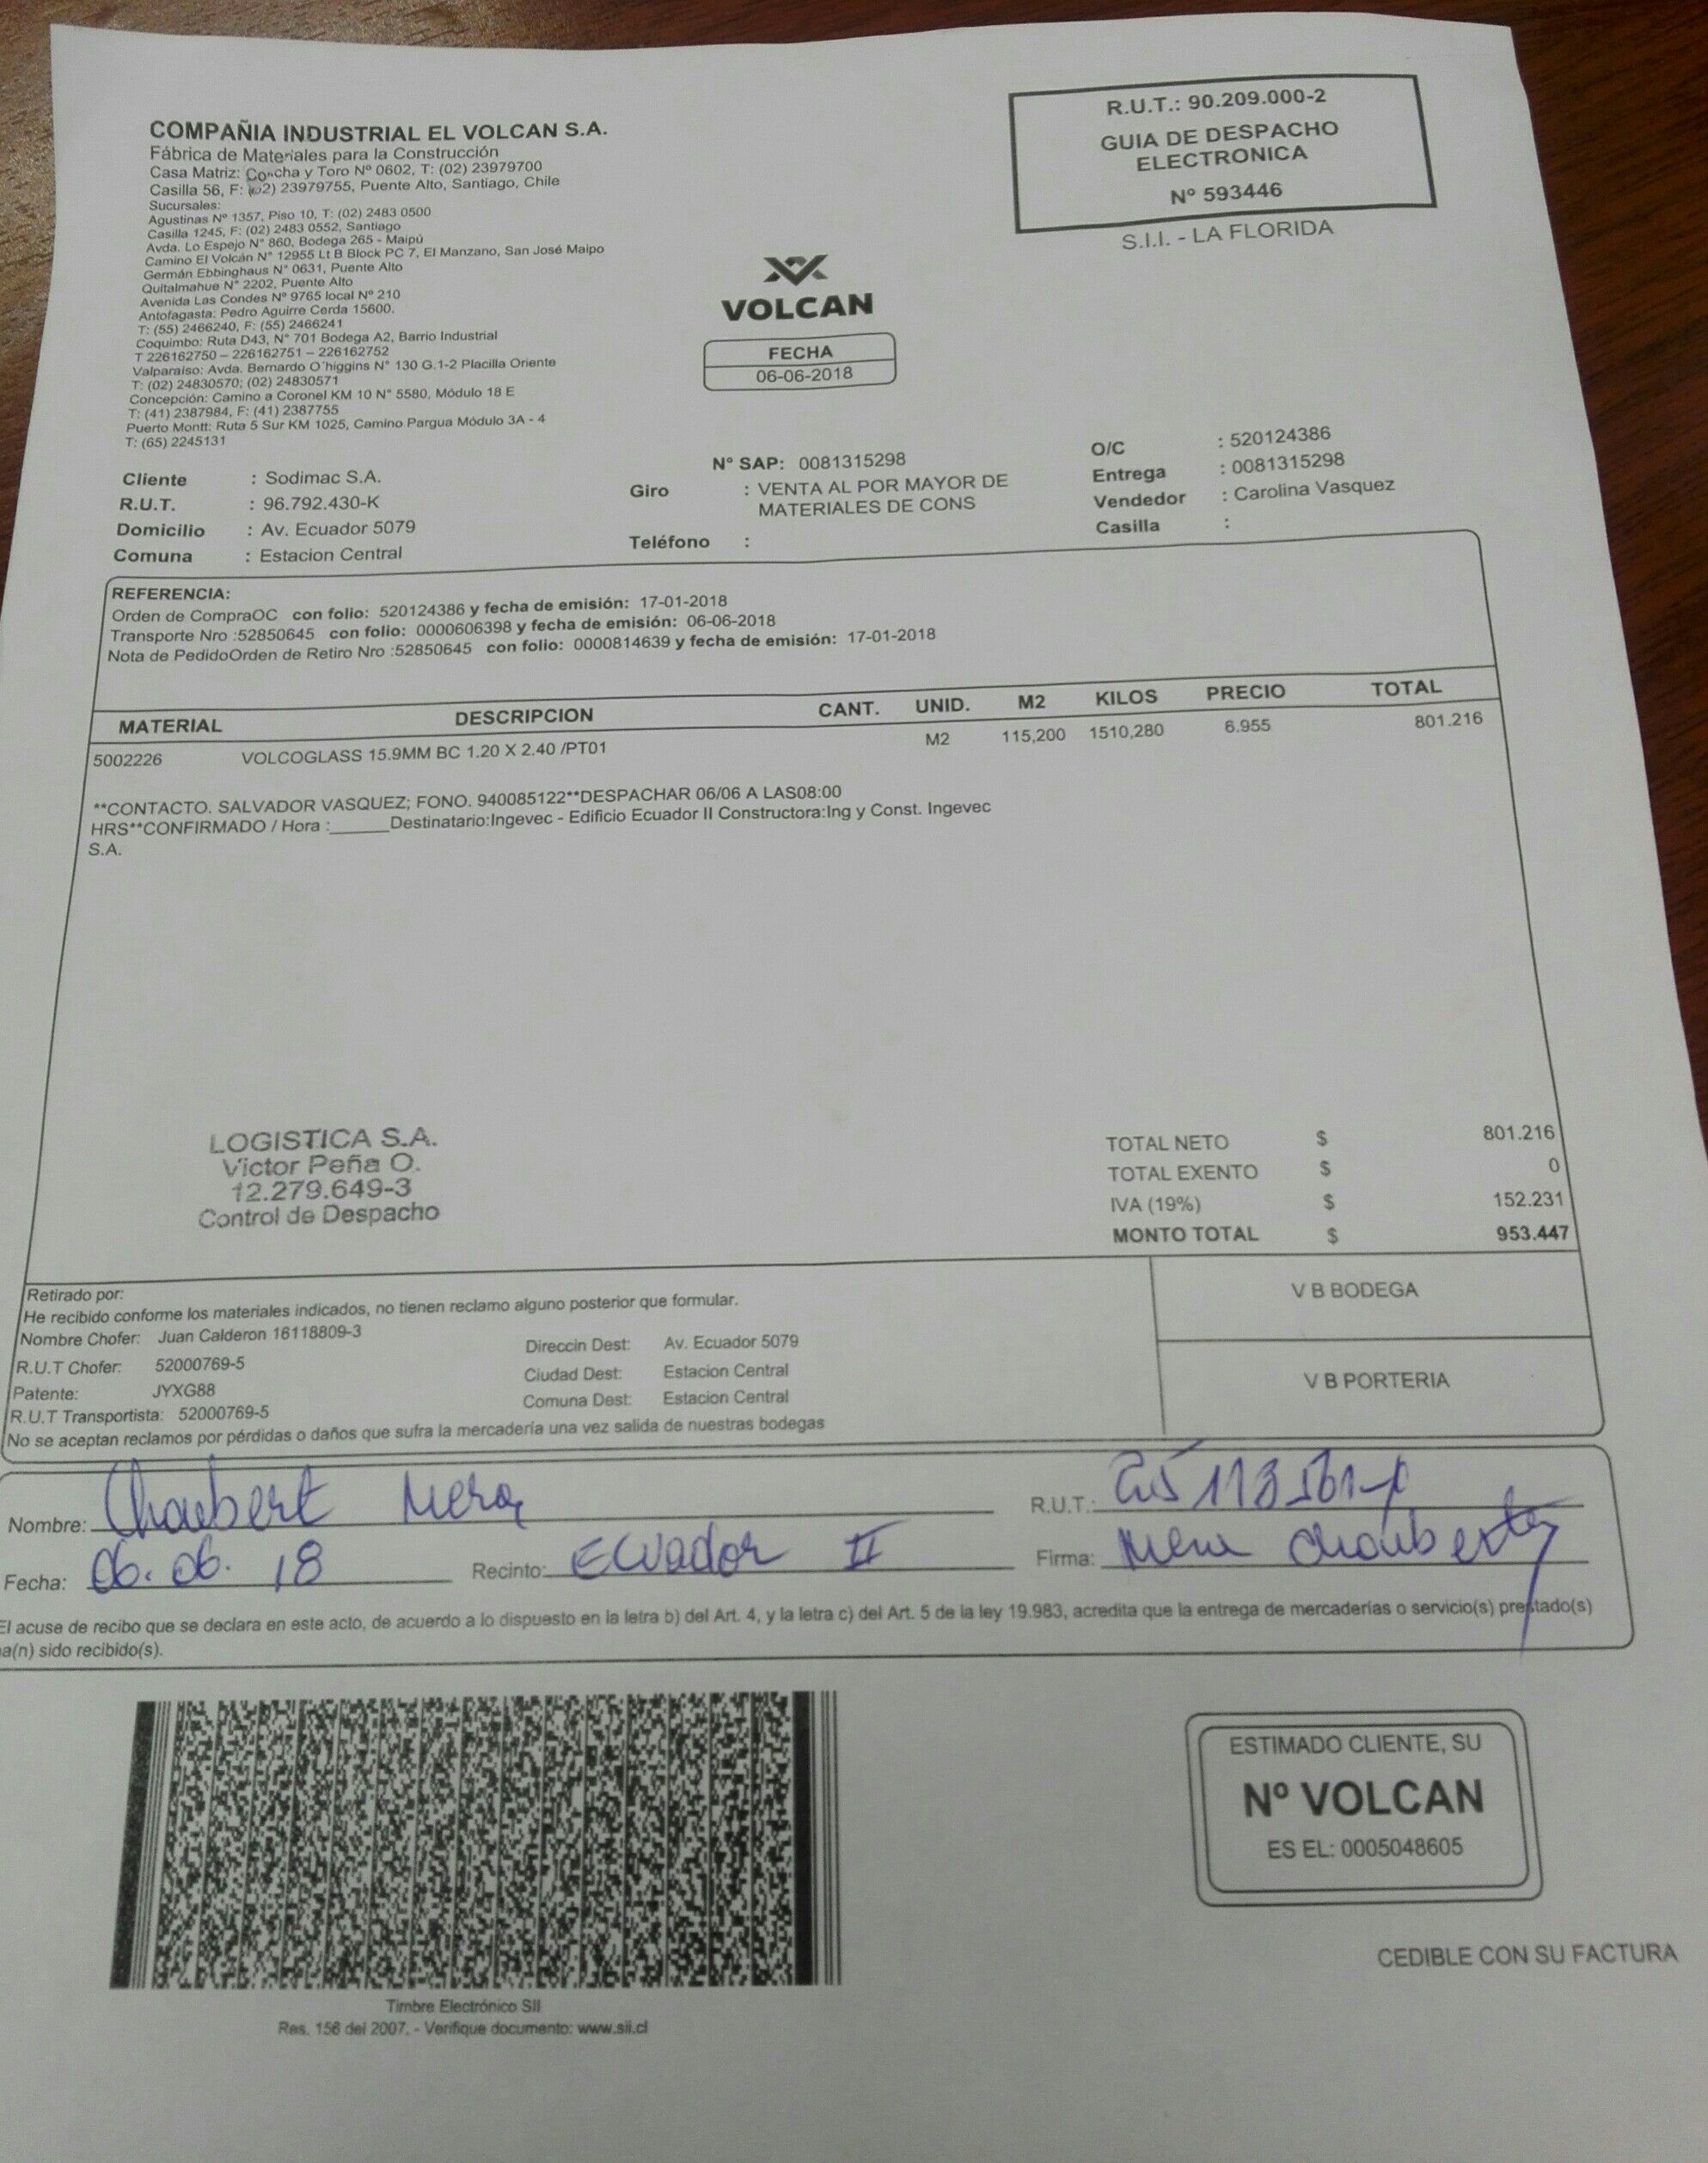 R.U.T.: 90.209.000-2
GUIA DE DESPACHO
ELECTRONICA
Nº 593446
S.I.I. - LA FLORIDA
COMPAÑIA INDUSTRIAL EL VOLCAN S.A.
Fábrica de Materiales para la Construcción
Casa Matriz: Concha y Toro Nº 0602, T: (02) 23979700
Casilla 56, F: (02) 23979755, Puente Alto, Santiago, Chile
Sucursales:
Agustinas Nº 1357, Piso 10, T: (02) 2483 0500
Casilla 1245, F: (02) 2483 0552, Santiago
Avda. Lo Espejo N° 860, Bodega 265 - Maipú
Camino El Volcán N° 12955 Lt B Block PC 7, El Manzano, San José Maipo
Germán Ebbinghaus N° 0631, Puente Alto
Quitalmahue N° 2202, Puente Alto
Avenida Las Condes Nº 9765 local Nº 210
Antofagasta: Pedro Aguirre Cerda 15600.
T: (55) 2466240, F: (55) 2466241
Coquimbo: Ruta D43, N° 701 Bodega A2, Barrio Industrial
T 226162750 – 226162751 – 226162752
Valparaiso: Avda. Bernardo O´higgins N° 130 G.1-2 Placilla Oriente
T: (02) 24830570; (02) 24830571
Concepción: Camino a Coronel KM 10 N° 5580, Módulo 18 E
T: (41) 2387984, F: (41) 2387755
Puerto Montt: Ruta 5 Sur KM 1025, Camino Pargua Módulo 3A - 4
T: (65) 2245131
VOLCAN
FECHA
06-06-2018
Cliente : Sodimac S.A.
R.U.T. : 96.792.430-K
Domicilio : Av. Ecuador 5079
Comuna : Estacion Central
N° SAP: 0081315298
Giro : VENTA AL POR MAYOR DE
MATERIALES DE CONS
Teléfono :
O/C : 520124386
Entrega : 0081315298
Vendedor : Carolina Vasquez
Casilla :
REFERENCIA:
Orden de CompraOC con folio: 520124386 y fecha de emisión: 17-01-2018
Transporte Nro :52850645 con folio: 0000606398 y fecha de emisión: 06-06-2018
Nota de PedidoOrden de Retiro Nro :52850645 con folio: 0000814639 y fecha de emisión: 17-01-2018
MATERIAL DESCRIPCION CANT. UNID. M2 KILOS PRECIO TOTAL
5002226 VOLCOGLASS 15.9MM BC 1.20 X 2.40 /PT01 M2 115,200 1510,280 6.955 801.216
**CONTACTO. SALVADOR VASQUEZ; FONO. 940085122**DESPACHAR 06/06 A LAS08:00
HRS**CONFIRMADO / Hora :______Destinatario:Ingevec - Edificio Ecuador II Constructora:Ing y Const. Ingevec
S.A.
LOGISTICA S.A.
Victor Peña O.
12.279.649-3
Control de Despacho
TOTAL NETO $ 801.216
TOTAL EXENTO $ 0
IVA (19%) $ 152.231
MONTO TOTAL $ 953.447
Retirado por:
He recibido conforme los materiales indicados, no tienen reclamo alguno posterior que formular.
Nombre Chofer: Juan Calderon 16118809-3
R.U.T Chofer: 52000769-5
Patente: JYXG88
R.U.T Transportista: 52000769-5
Direccin Dest: Av. Ecuador 5079
Ciudad Dest: Estacion Central
Comuna Dest: Estacion Central
No se aceptan reclamos por pérdidas o daños que sufra la mercadería una vez salida de nuestras bodegas
V B BODEGA
V B PORTERIA
Nombre: Chaubert Mera
R.U.T.:
Fecha: 06.06.18 Recinto: Ecuador II Firma:
El acuse de recibo que se declara en este acto, de acuerdo a lo dispuesto en la letra b) del Art. 4, y la letra c) del Art. 5 de la ley 19.983, acredita que la entrega de mercaderías o servicio(s) prestado(s)
ha(n) sido recibido(s).
Timbre Electrónico SII
Res. 156 del 2007. - Verifique documento: www.sii.cl
ESTIMADO CLIENTE, SU
Nº VOLCAN
ES EL: 0005048605
CEDIBLE CON SU FACTURA